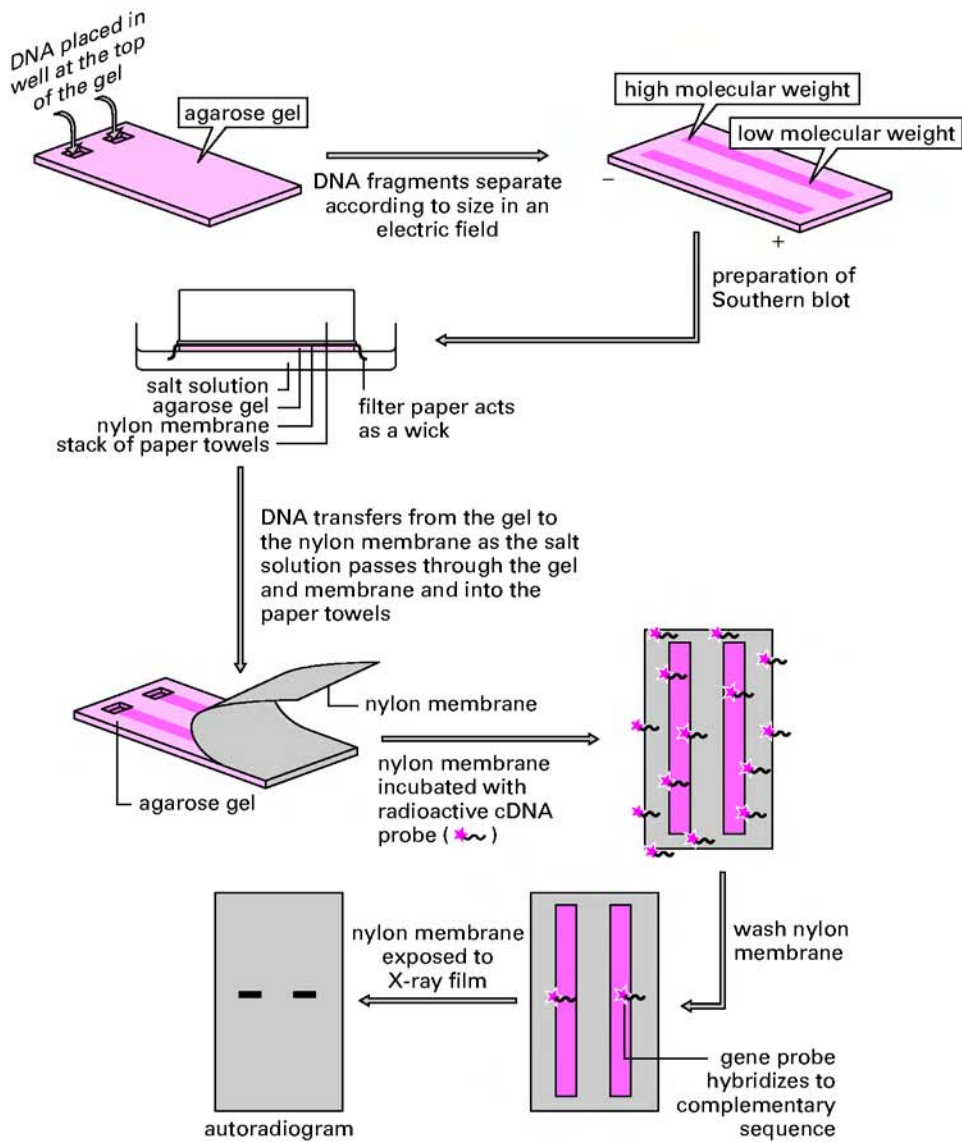 DNA placed in
well at the top
of the gel
agarose gel
DNA fragments separate
according to size in an
electric field
high molecular weight
low molecular weight
−
+
preparation of
Southern blot
salt solution
agarose gel
nylon membrane
stack of paper towels
filter paper acts
as a wick
DNA transfers from the gel to
the nylon membrane as the salt
solution passes through the gel
and membrane and into the
paper towels
nylon membrane
agarose gel
nylon membrane
incubated with
radioactive cDNA
probe ( )
wash nylon
membrane
gene probe
hybridizes to
complementary
sequence
nylon membrane
exposed to
X-ray film
autoradiogram